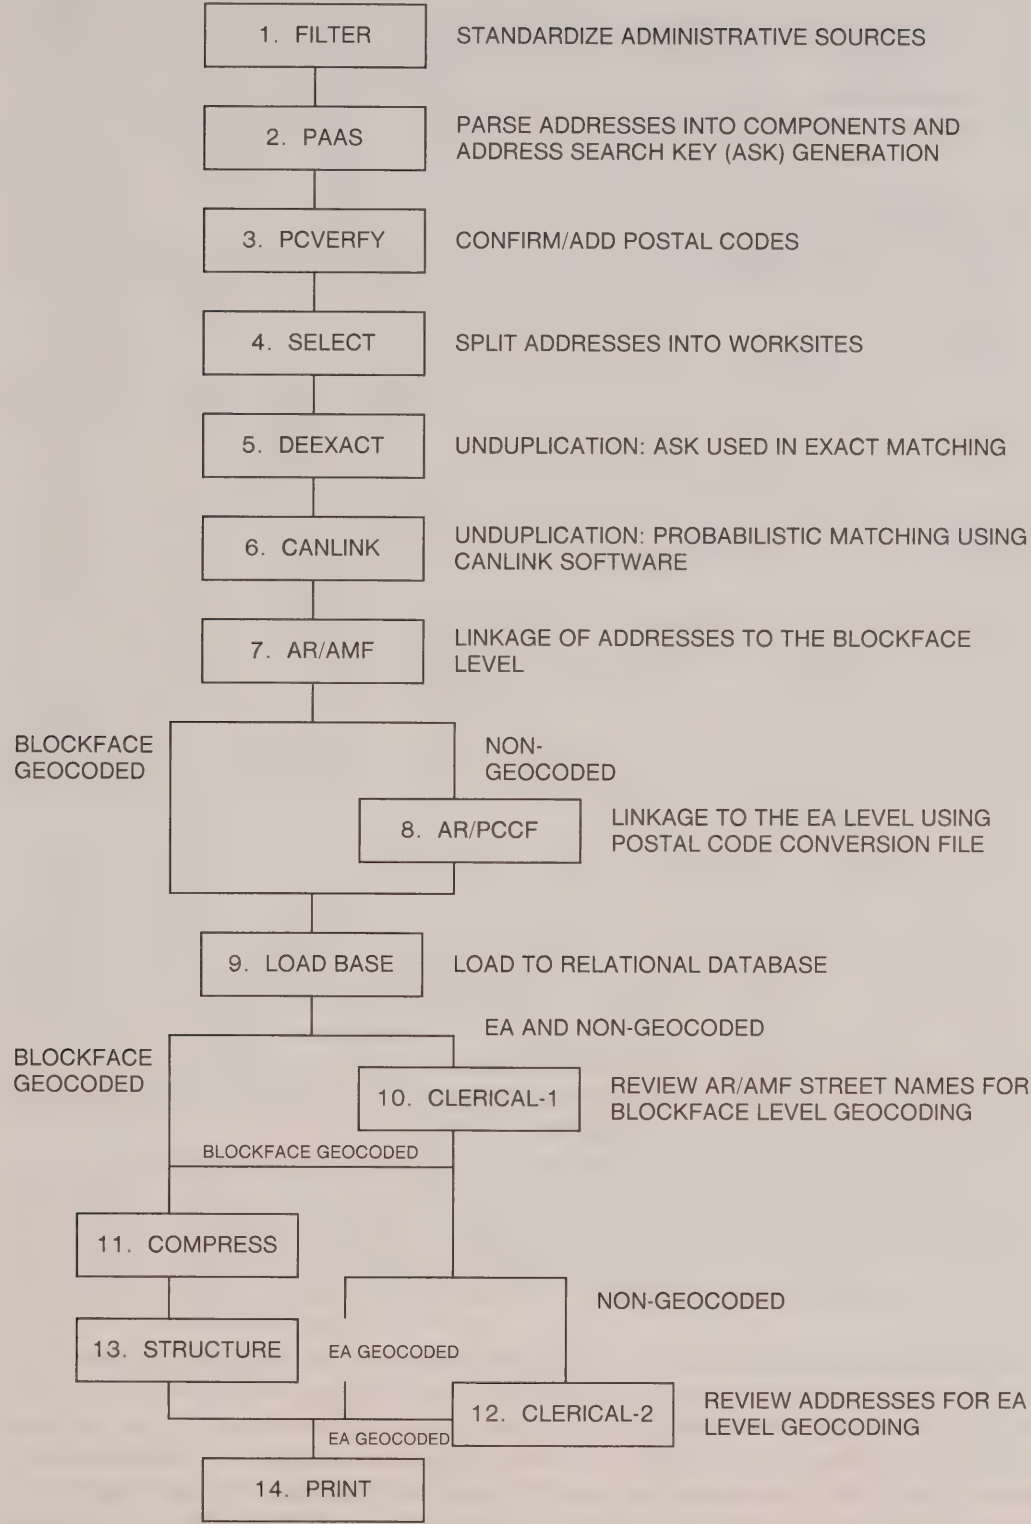 1. FILTER
STANDARDIZE ADMINISTRATIVE SOURCES
2. PAAS
PARSE ADDRESSES INTO COMPONENTS AND
ADDRESS SEARCH KEY (ASK) GENERATION
3. PCVERFY
CONFIRM/ADD POSTAL CODES
4. SELECT
SPLIT ADDRESSES INTO WORKSITES
5. DEEXACT
UNDUPLICATION: ASK USED IN EXACT MATCHING
6. CANLINK
UNDUPLICATION: PROBABILISTIC MATCHING USING
CANLINK SOFTWARE
7. AR/AMF
LINKAGE OF ADDRESSES TO THE BLOCKFACE
LEVEL
BLOCKFACE
GEOCODED
NON-
GEOCODED
8. AR/PCCF
LINKAGE TO THE EA LEVEL USING
POSTAL CODE CONVERSION FILE
9. LOAD BASE
LOAD TO RELATIONAL DATABASE
EA AND NON-GEOCODED
BLOCKFACE
GEOCODED
10. CLERICAL-1
REVIEW AR/AMF STREET NAMES FOR
BLOCKFACE LEVEL GEOCODING
BLOCKFACE GEOCODED
11. COMPRESS
NON-GEOCODED
13. STRUCTURE
EA GEOCODED
12. CLERICAL-2
REVIEW ADDRESSES FOR EA
LEVEL GEOCODING
EA GEOCODED
14. PRINT